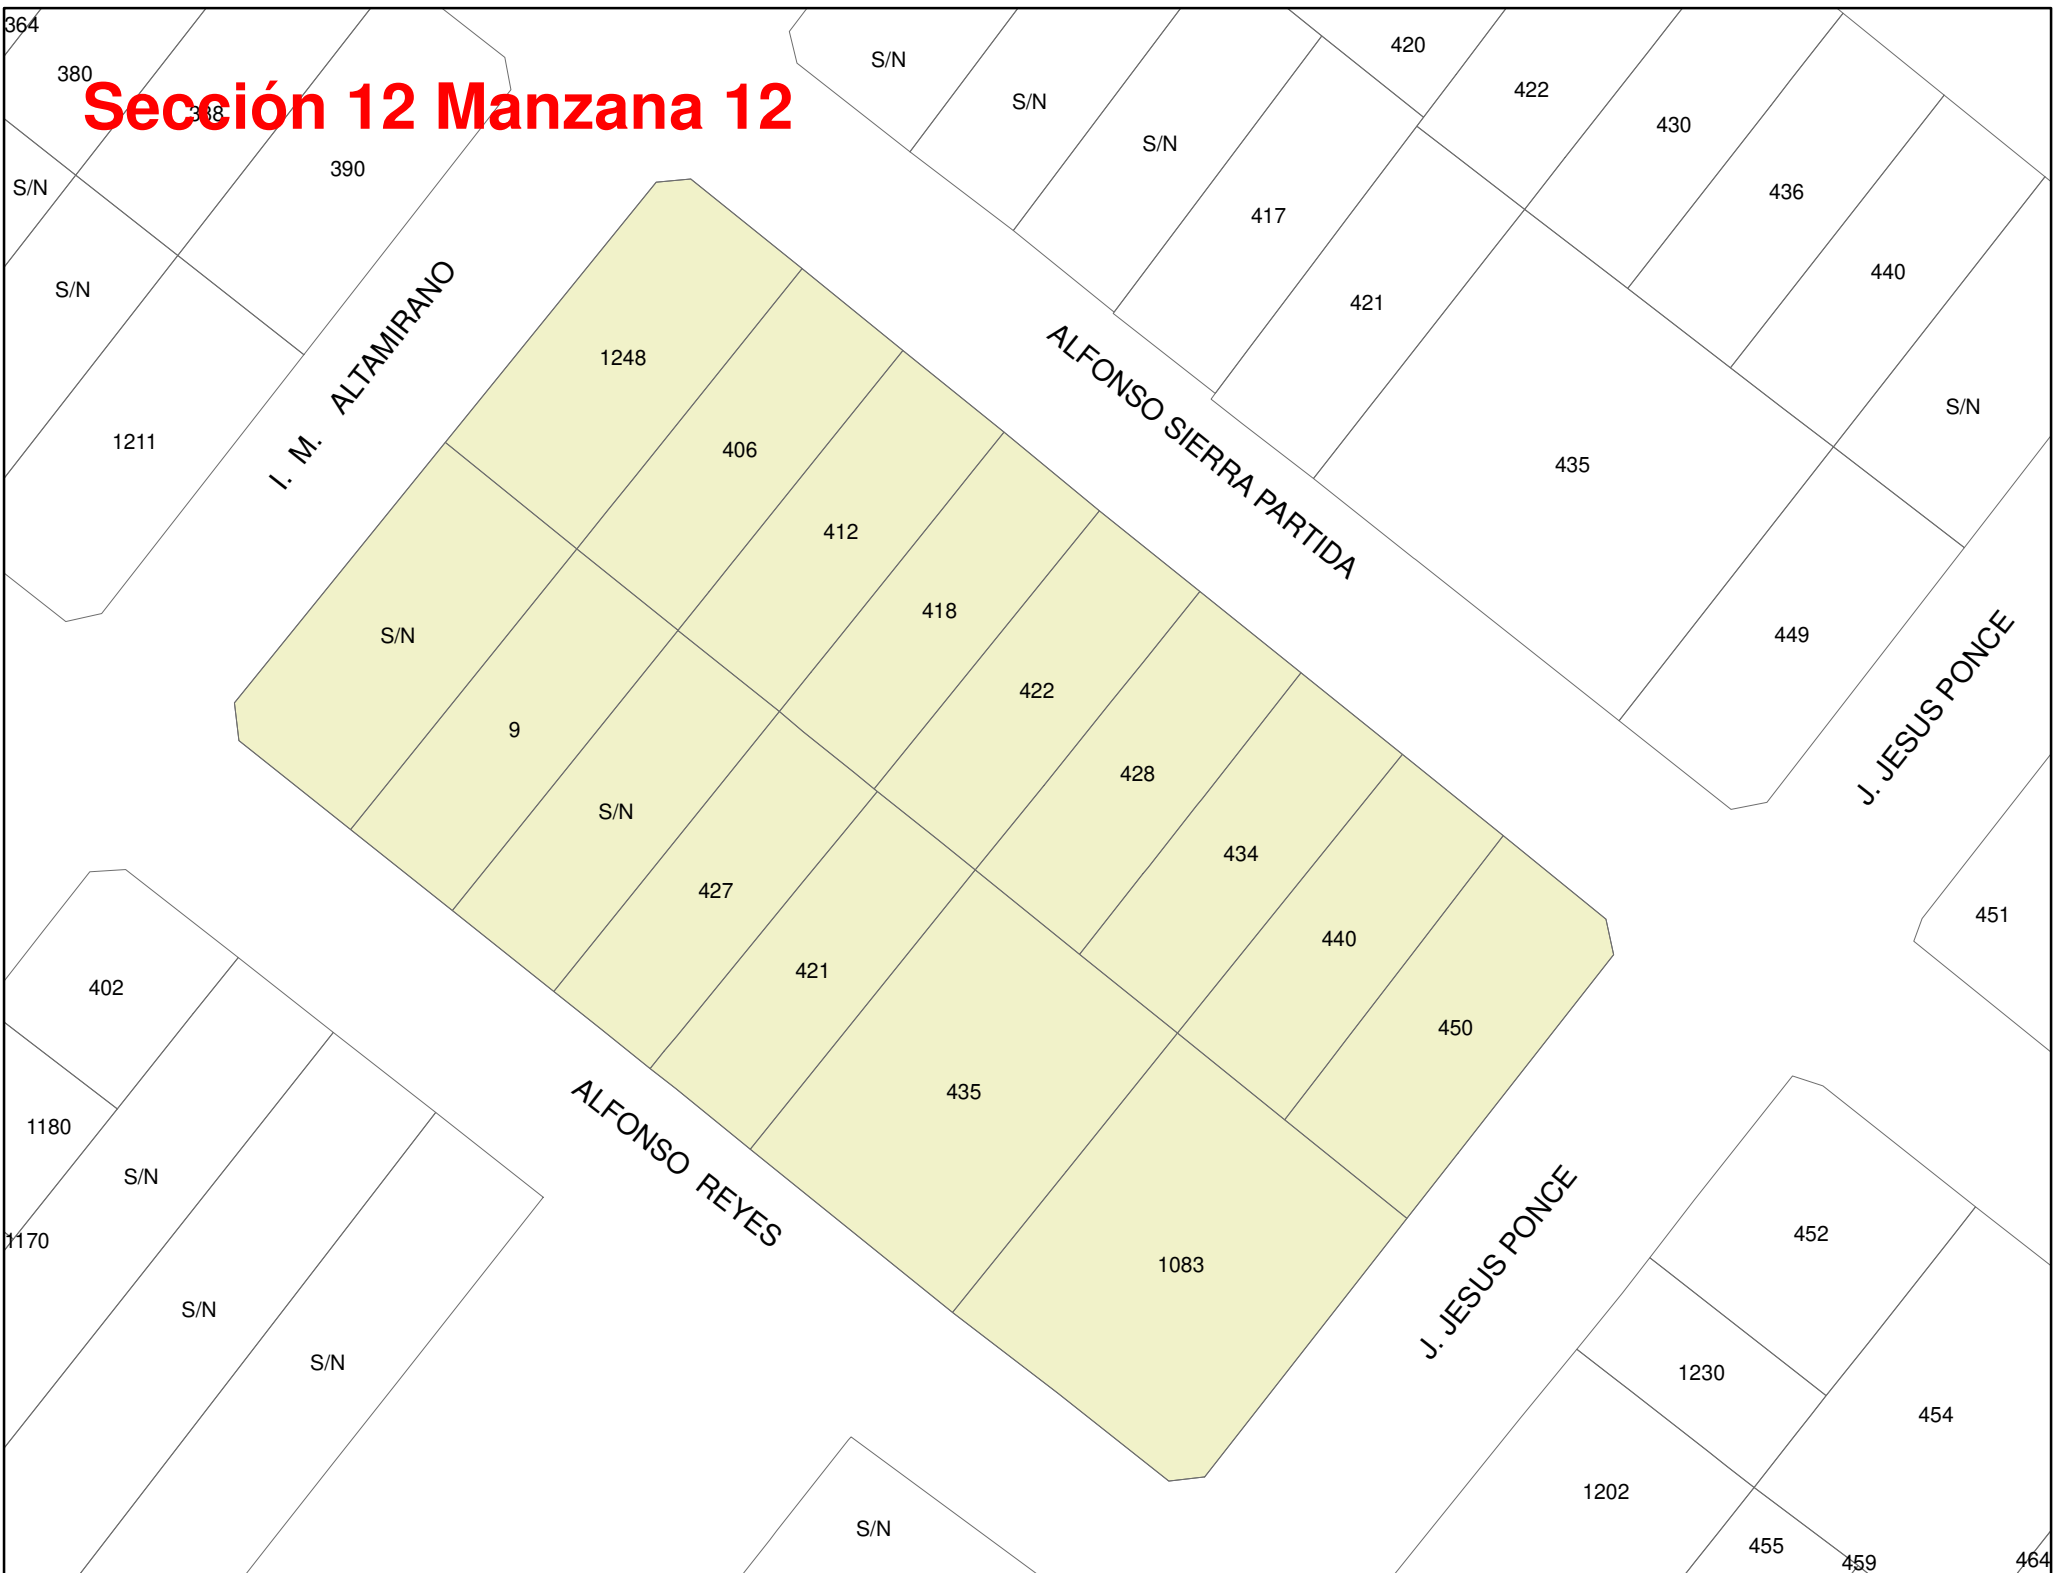 364
380
Sección 12 Manzana 12
388
390
S/N
S/N
1211
I. M. ALTAMIRANO
S/N
S/N
S/N
417
421
420
422
430
436
440
S/N
435
449
ALFONSO SIERRA PARTIDA
J. JESUS PONCE
451
1248
406
412
418
422
428
434
440
450
S/N
9
S/N
427
421
435
1083
ALFONSO REYES
J. JESUS PONCE
402
1180
1170
S/N
S/N
S/N
S/N
452
1230
454
1202
455
459
464